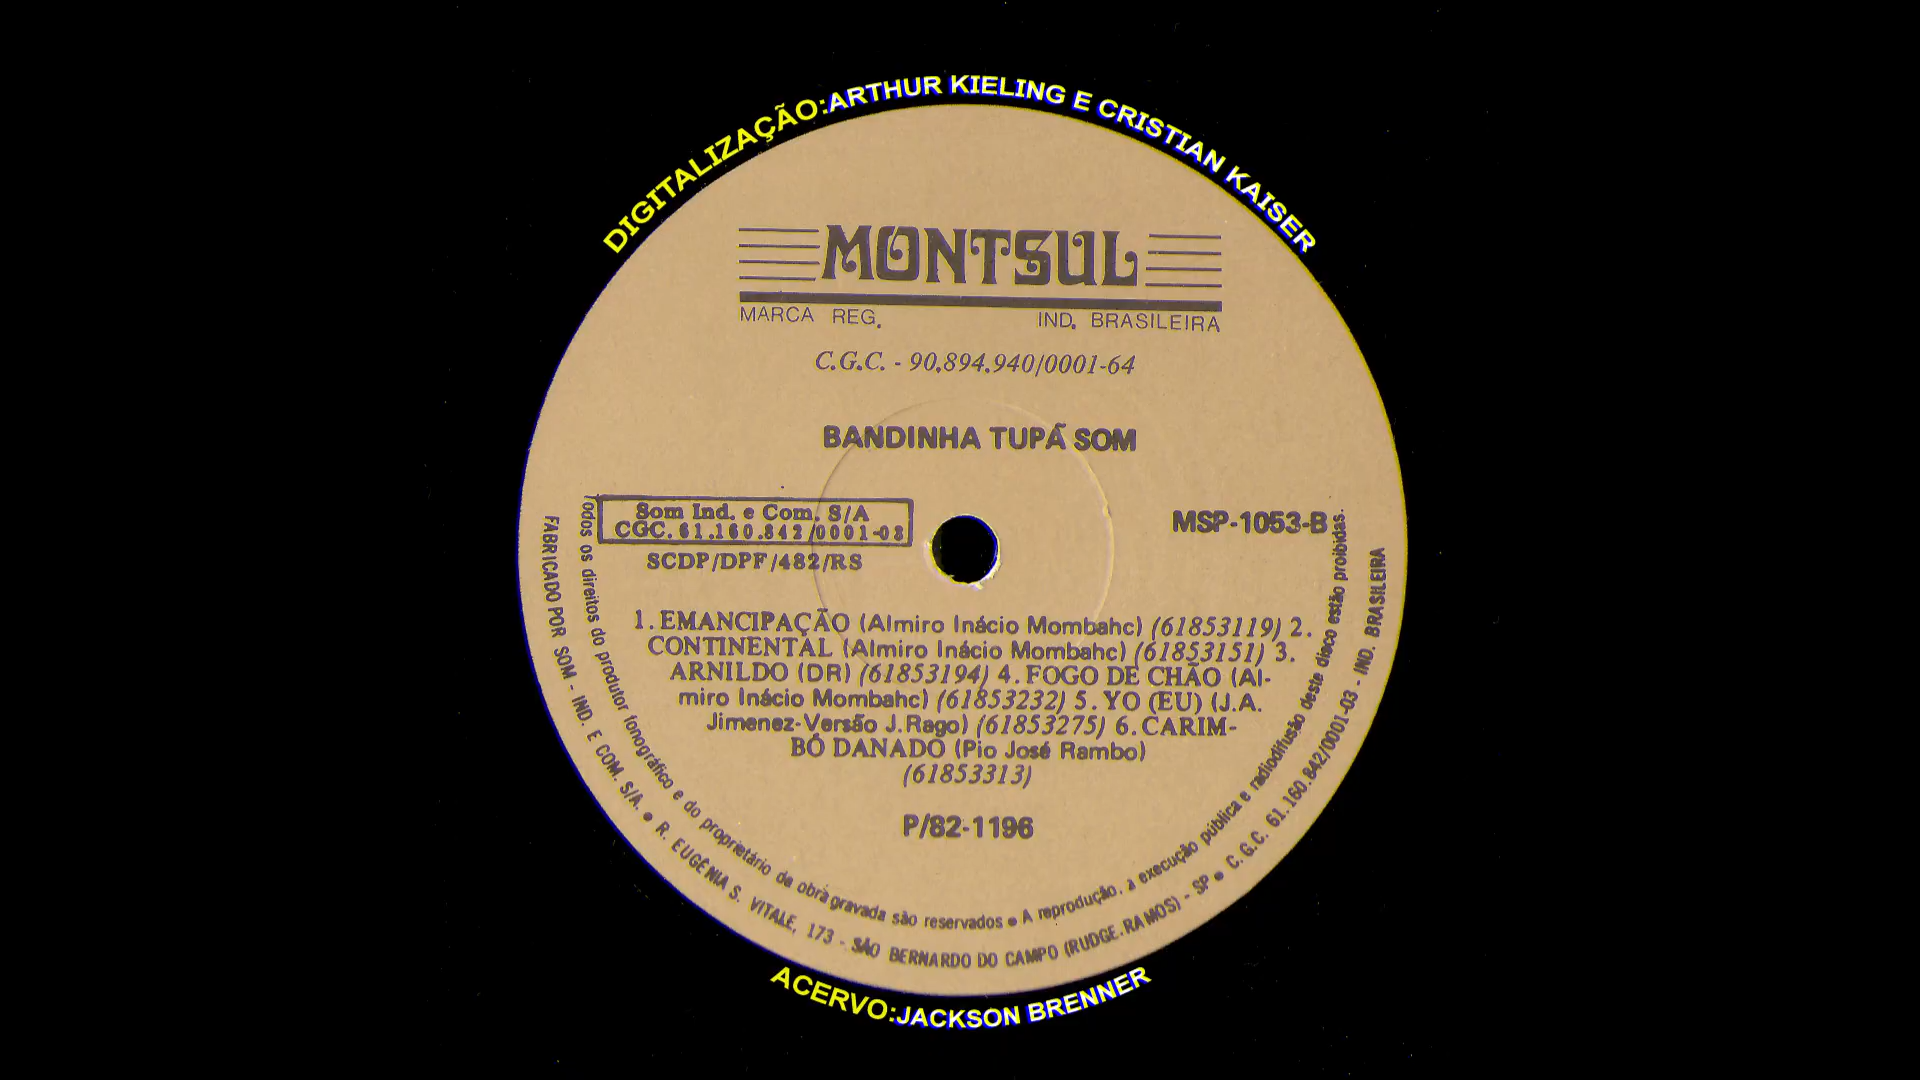 DIGITALIZAÇÃO:ARTHUR KIELING E CRISTIAN KAISER
MONTSUL
MARCA REG. IND. BRASILEIRA
C.G.C. - 90.894.940/0001-64
BANDINHA TUPÃ SOM
Som Ind. e Com. S/A
CGC. 61.160.842/0001-03
SCDP/DPF/482/RS
MSP-1053-B
1. EMANCIPAÇÃO (Almiro Inácio Mombahc) (61853119) 2.
CONTINENTAL (Almiro Inácio Mombahc) (61853151) 3.
ARNILDO (DR) (61853194) 4. FOGO DE CHÃO (Al-
miro Inácio Mombahc) (61853232) 5. YO (EU) (J.A.
Jimenez-Versão J.Rago) (61853275) 6. CARIM-
BÓ DANADO (Pio José Rambo)
(61853313)
P/82-1196
Todos os direitos do produtor fonográfico e do proprietário da obra gravada são reservados • A reprodução, a execução pública e radiodifusão deste disco estão proibidas.
FABRICADO POR SOM - IND. E COM. S/A. • R. EUGÊNIA S. VITALE, 173 - SÃO BERNARDO DO CAMPO (RUDGE RAMOS) - SP • C.G.C. 61.160.842/0001-03 - IND. BRASILEIRA
ACERVO:JACKSON BRENNER